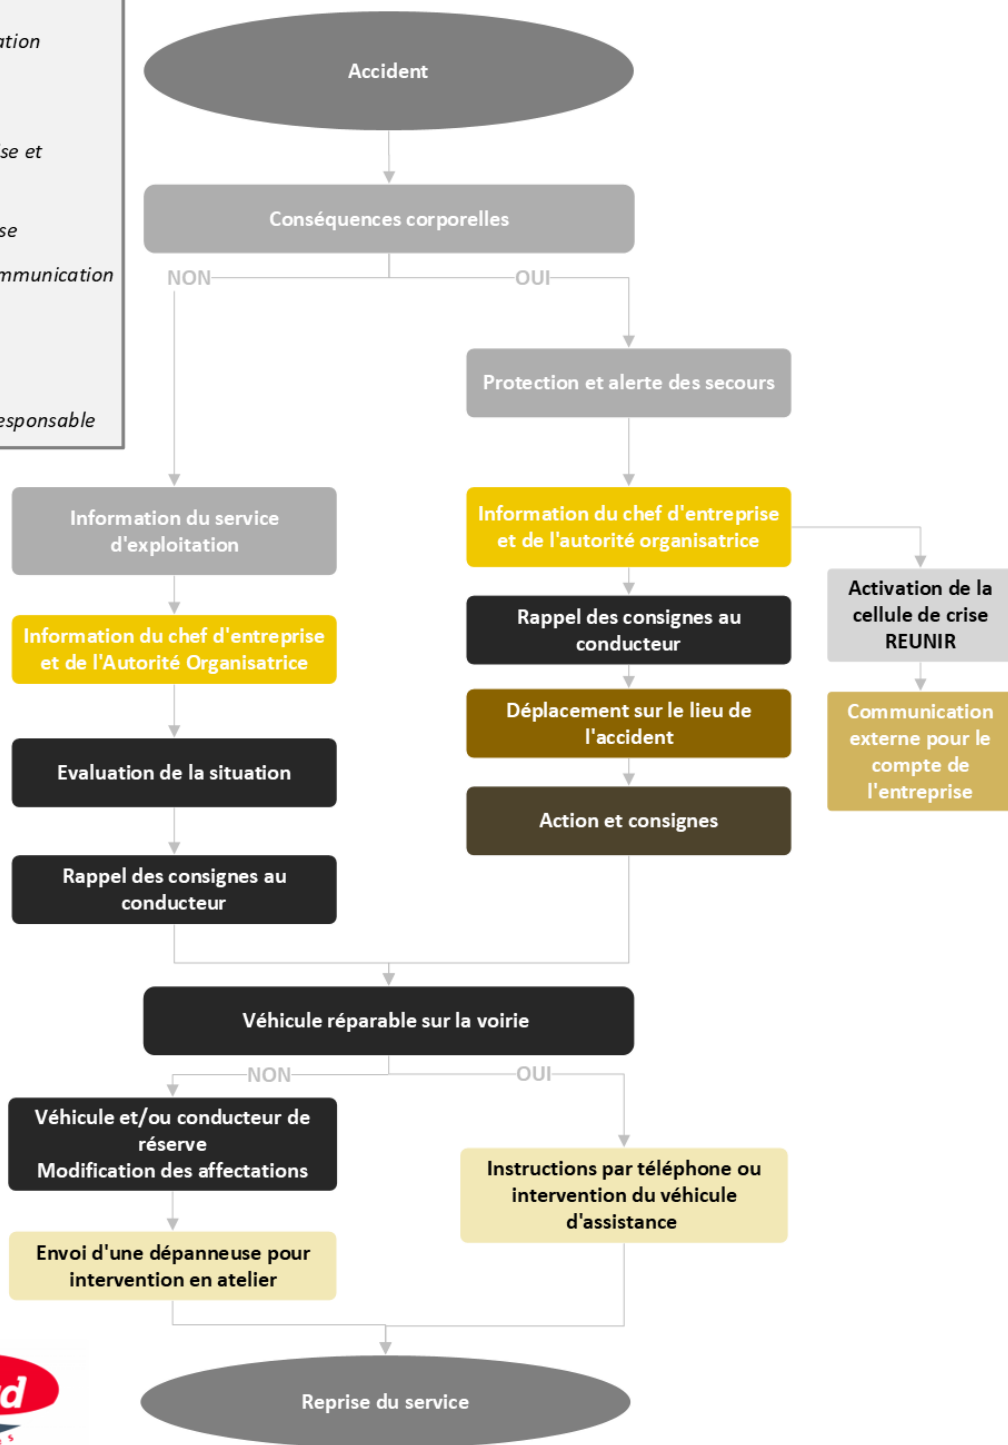 ation
se et
se
mmunication
esponsable
Accident
Conséquences corporelles
NON
OUI
Protection et alerte des secours
Information du service
d'exploitation
Information du chef d'entreprise
et de l'autorité organisatrice
Activation de la
cellule de crise
REUNIR
Information du chef d'entreprise
et de l'Autorité Organisatrice
Rappel des consignes au
conducteur
Déplacement sur le lieu de
l'accident
Communication
externe pour le
compte de
l'entreprise
Evaluation de la situation
Action et consignes
Rappel des consignes au
conducteur
Véhicule réparable sur la voirie
NON
OUI
Véhicule et/ou conducteur de
réserve
Modification des affectations
Instructions par téléphone ou
intervention du véhicule
d'assistance
Envoi d'une dépanneuse pour
intervention en atelier
Reprise du service